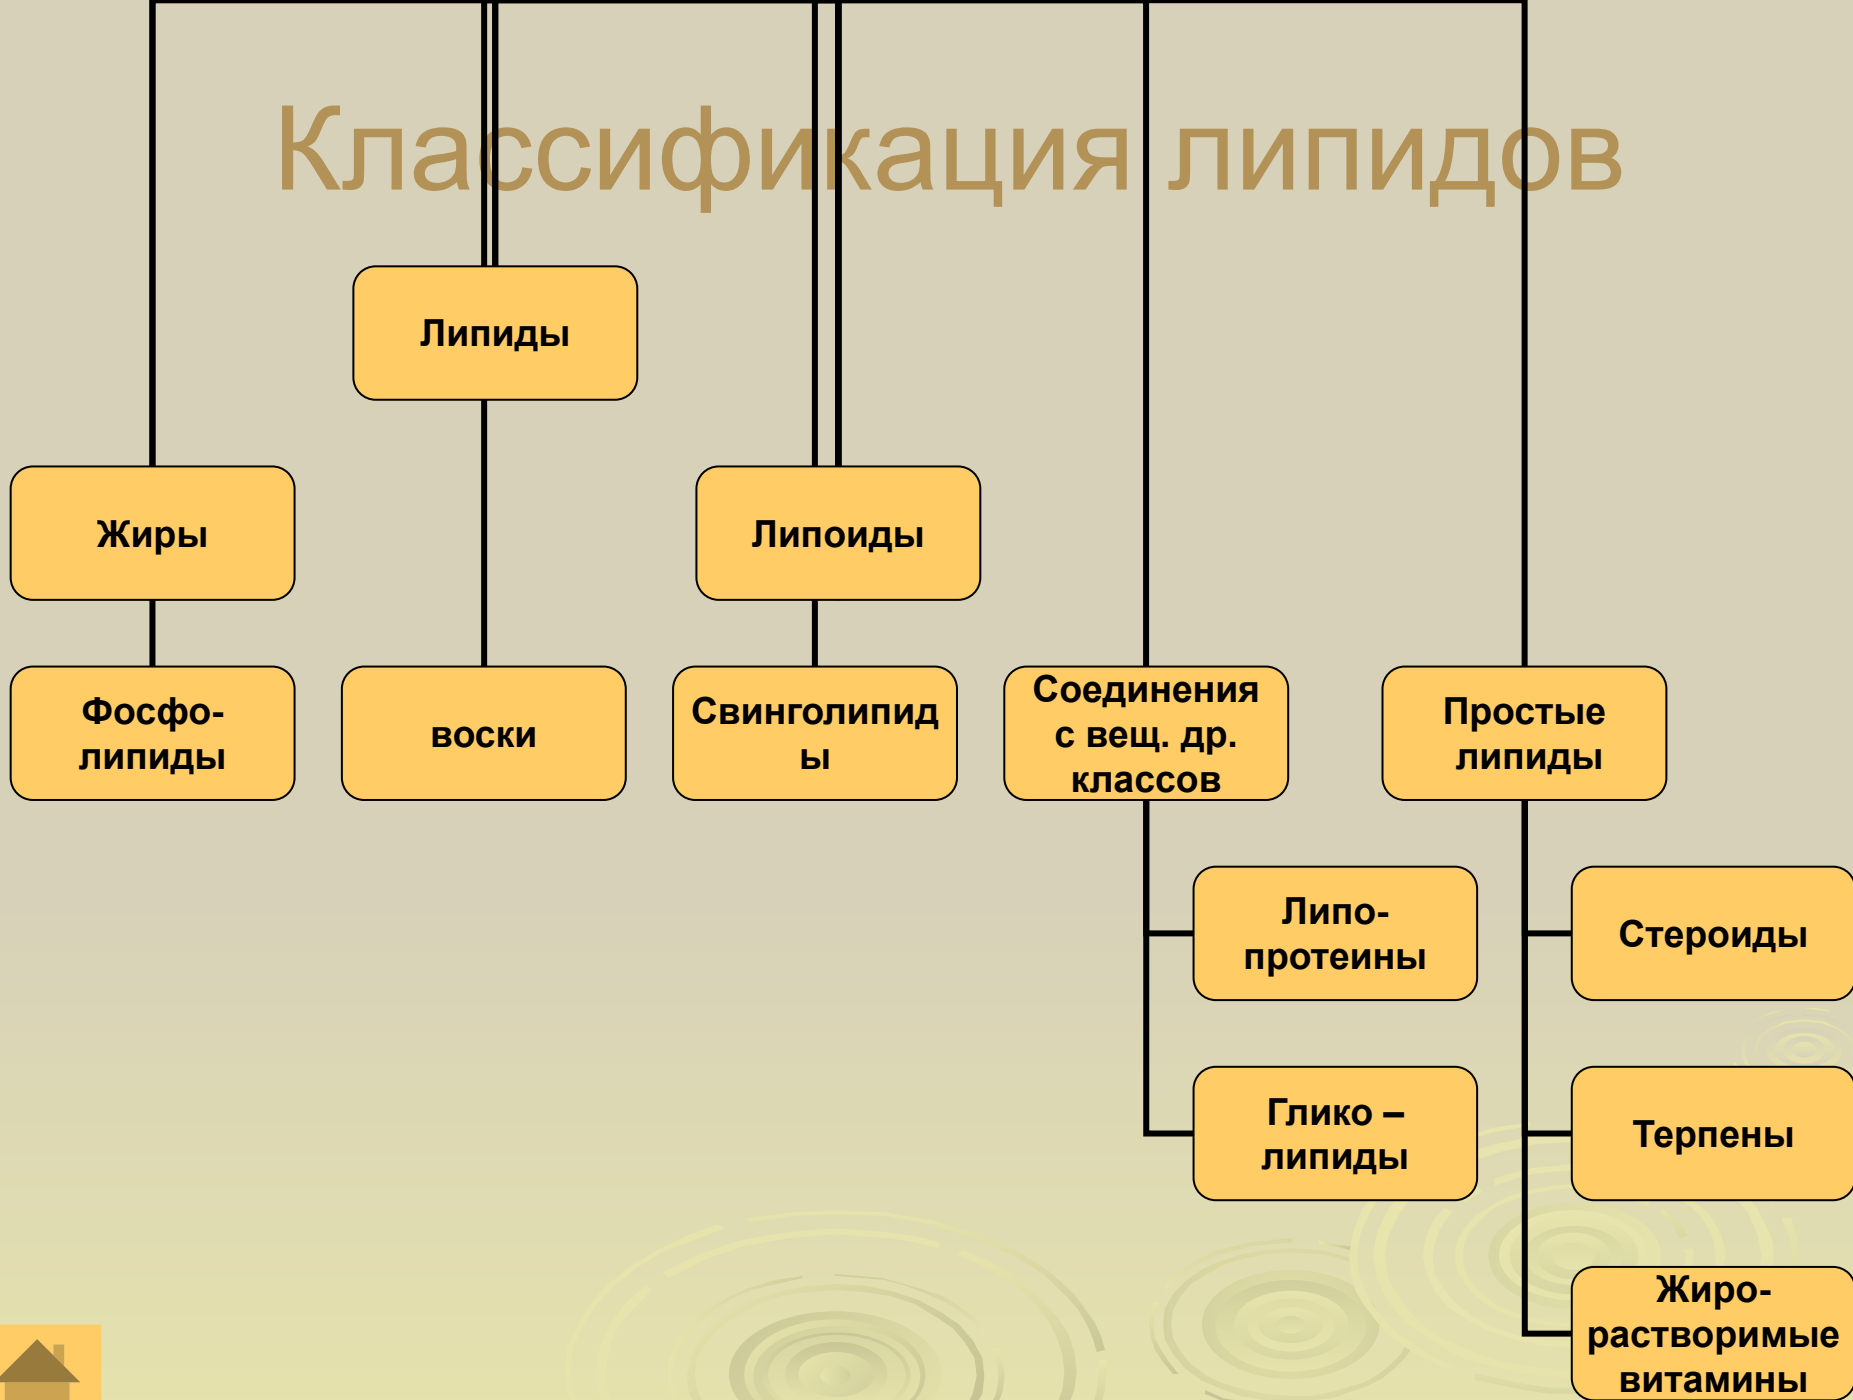 Классификация липидов
Липиды
Жиры
Липоиды
Фосфо-
липиды
воски
Свинголипид
ы
Соединения
с вещ. др.
классов
Простые
липиды
Липо-
протеины
Стероиды
Глико –
липиды
Терпены
Жиро-
растворимые
витамины